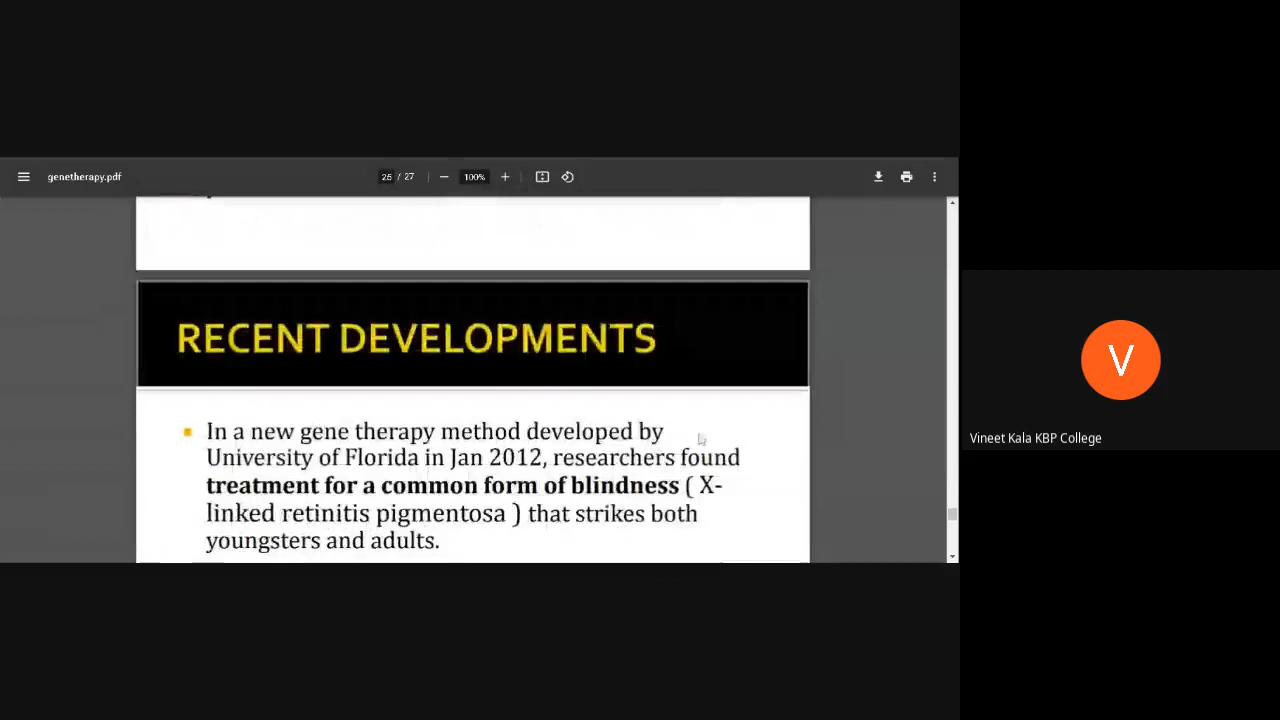 genetherapy.pdf
25 / 27
100%
RECENT DEVELOPMENTS
In a new gene therapy method developed by
University of Florida in Jan 2012, researchers found
treatment for a common form of blindness ( X-
linked retinitis pigmentosa ) that strikes both
youngsters and adults.
V
Vineet Kala KBP College